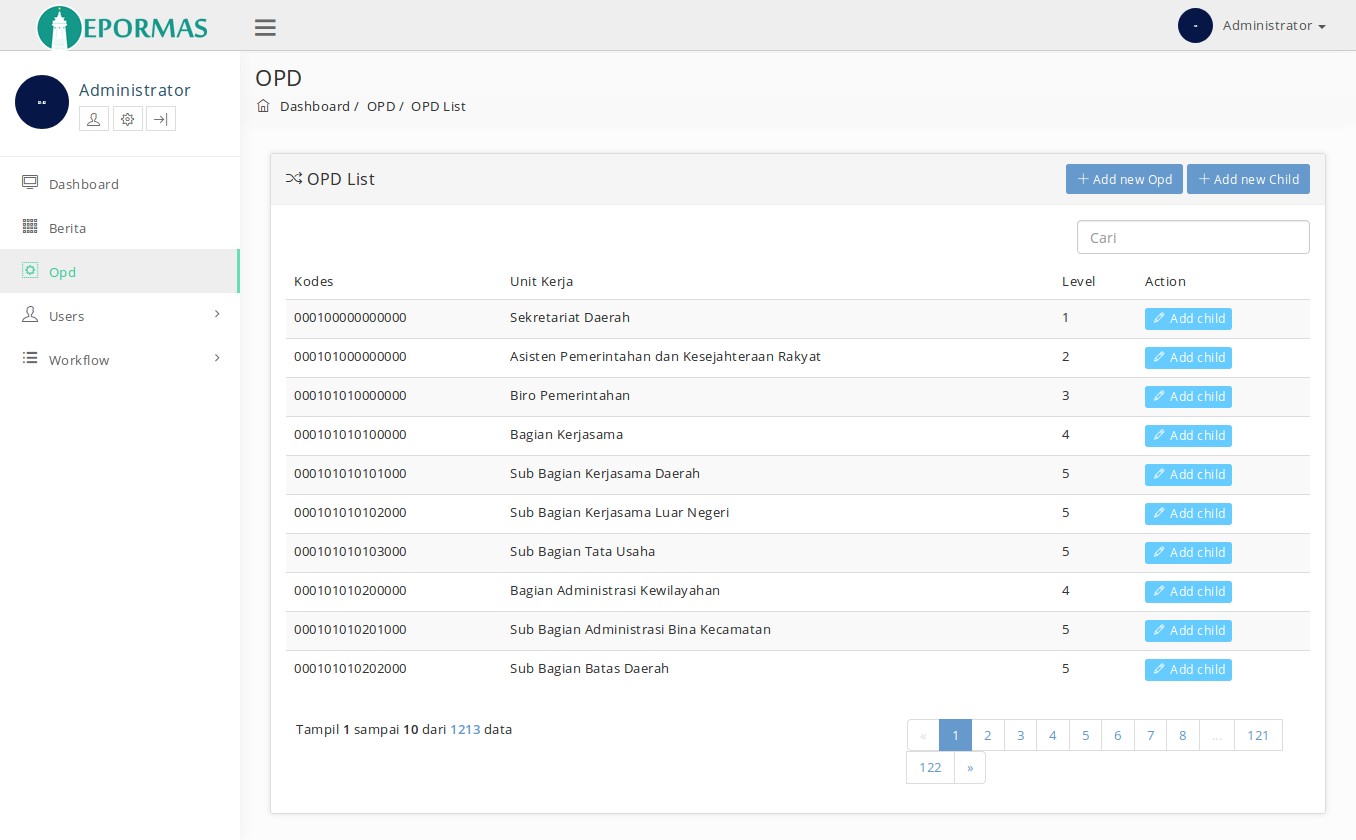 EPORMAS
Administrator
Administrator
Dashboard
Berita
Opd
Users
Workflow
OPD
Dashboard / OPD / OPD List
OPD List
Add new Opd
Add new Child
Cari
Kodes Unit Kerja Level Action
000100000000000 Sekretariat Daerah 1 Add child
000101000000000 Asisten Pemerintahan dan Kesejahteraan Rakyat 2 Add child
000101010000000 Biro Pemerintahan 3 Add child
000101010100000 Bagian Kerjasama 4 Add child
000101010101000 Sub Bagian Kerjasama Daerah 5 Add child
000101010102000 Sub Bagian Kerjasama Luar Negeri 5 Add child
000101010103000 Sub Bagian Tata Usaha 5 Add child
000101010200000 Bagian Administrasi Kewilayahan 4 Add child
000101010201000 Sub Bagian Administrasi Bina Kecamatan 5 Add child
000101010202000 Sub Bagian Batas Daerah 5 Add child
Tampil 1 sampai 10 dari 1213 data
« 1 2 3 4 5 6 7 8 ... 121
122 »